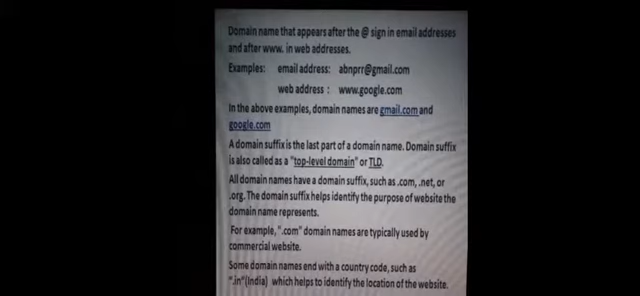 Domain name that appears after the @ sign in email addresses
and after www. in web addresses.
Examples: email address: abnprr@gmail.com
web address : www.google.com
In the above examples, domain names are gmail.com and
google.com
A domain suffix is the last part of a domain name. Domain suffix
is also called as a "top-level domain" or TLD.
All domain names have a domain suffix, such as .com, .net, or
.org. The domain suffix helps identify the purpose of website the
domain name represents.
For example, ".com" domain names are typically used by
commercial website.
Some domain names end with a country code, such as
".in"(India) which helps to identify the location of the website.